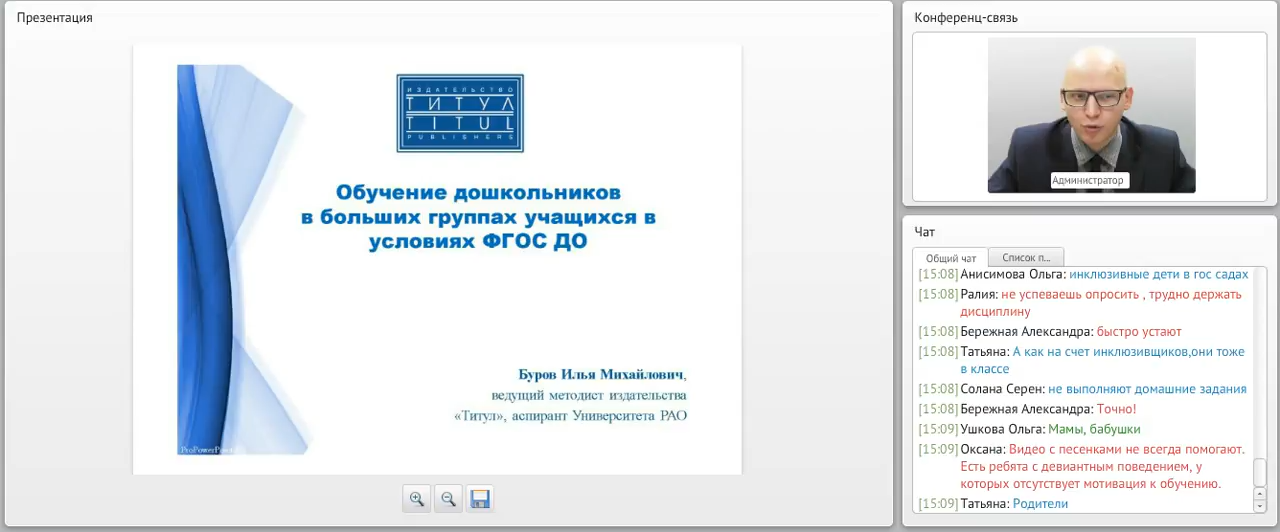 Презентация
ИЗДАТЕЛЬСТВО
ТИТУЛ
TITUL
PUBLISHERS
Обучение дошкольников
в больших группах учащихся в
условиях ФГОС ДО
Буров Илья Михайлович,
ведущий методист издательства
«Титул», аспирант Университета РАО
Конференц-связь
Администратор
Чат
Общий чат
Список п...
[15:08] Анисимова Ольга: инклюзивные дети в гос садах
[15:08] Ралия: не успеваешь опросить , трудно держать
дисциплину
[15:08] Бережная Александра: быстро устают
[15:08] Татьяна: А как на счет инклюзивщиков,они тоже
в классе
[15:08] Солана Серен: не выполняют домашние задания
[15:08] Бережная Александра: Точно!
[15:09] Ушкова Ольга: Мамы, бабушки
[15:09] Оксана: Видео с песенками не всегда помогают.
Есть ребята с девиантным поведением, у
которых отсутствует мотивация к обучению.
[15:09] Татьяна: Родители